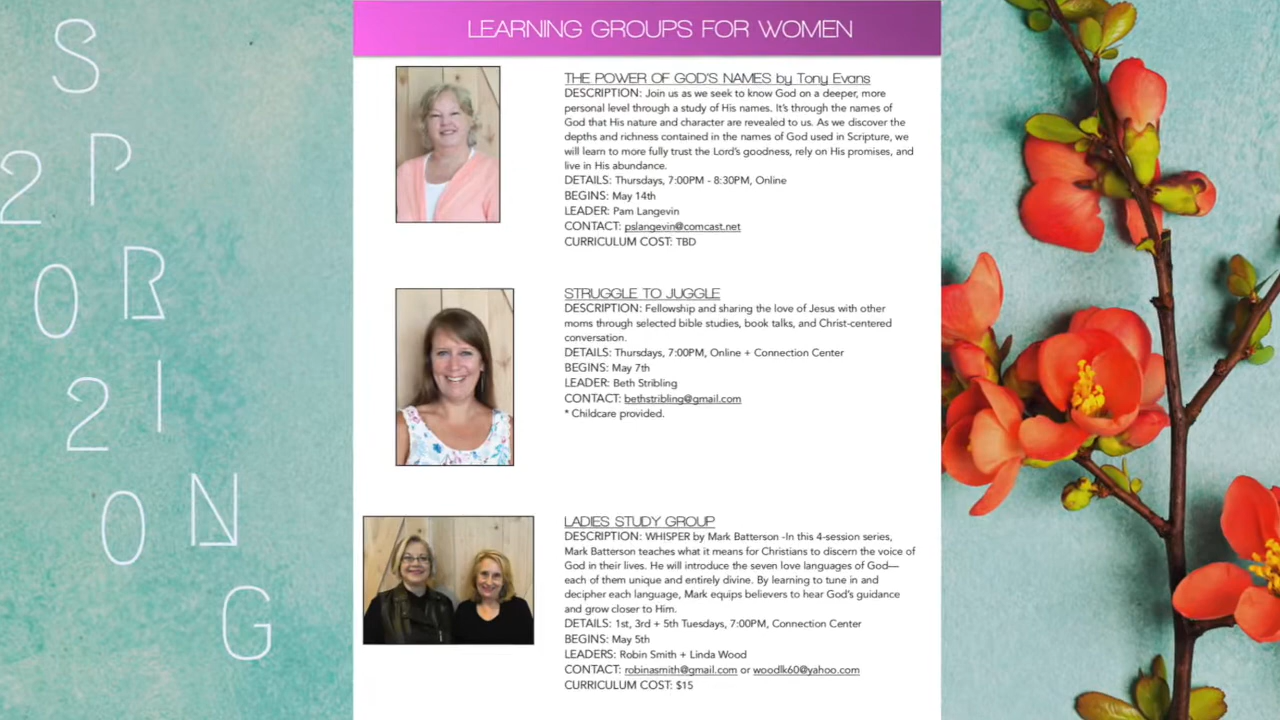 SPRING
2020
LEARNING GROUPS FOR WOMEN
THE POWER OF GOD'S NAMES by Tony Evans
DESCRIPTION: Join us as we seek to know God on a deeper, more
personal level through a study of His names. It's through the names of
God that His nature and character are revealed to us. As we discover the
depths and richness contained in the names of God used in Scripture, we
will learn to more fully trust the Lord's goodness, rely on His promises, and
live in His abundance.
DETAILS: Thursdays, 7:00PM - 8:30PM, Online
BEGINS: May 14th
LEADER: Pam Langevin
CONTACT: pslangevin@comcast.net
CURRICULUM COST: TBD
STRUGGLE TO JUGGLE
DESCRIPTION: Fellowship and sharing the love of Jesus with other
moms through selected bible studies, book talks, and Christ-centered
conversation.
DETAILS: Thursdays, 7:00PM, Online + Connection Center
BEGINS: May 7th
LEADER: Beth Stribling
CONTACT: bethstribling@gmail.com
* Childcare provided.
LADIES STUDY GROUP
DESCRIPTION: WHISPER by Mark Batterson -In this 4-session series,
Mark Batterson teaches what it means for Christians to discern the voice of
God in their lives. He will introduce the seven love languages of God—
each of them unique and entirely divine. By learning to tune in and
decipher each language, Mark equips believers to hear God's guidance
and grow closer to Him.
DETAILS: 1st, 3rd + 5th Tuesdays, 7:00PM, Connection Center
BEGINS: May 5th
LEADERS: Robin Smith + Linda Wood
CONTACT: robinasmith@gmail.com or woodlk60@yahoo.com
CURRICULUM COST: $15